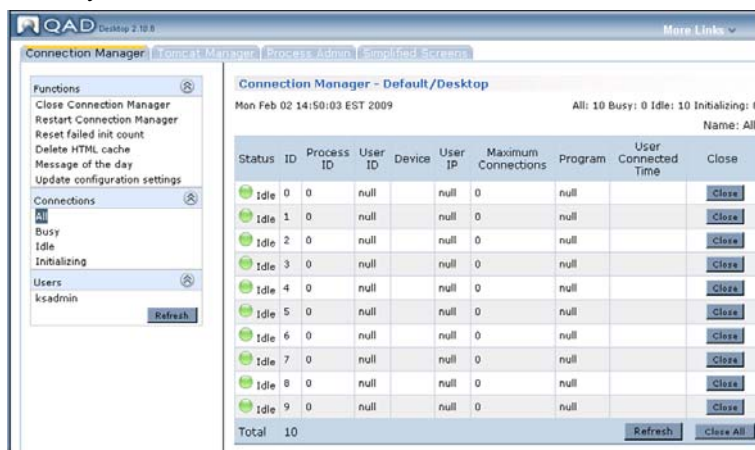 QAD Desktop 2.10.8
More Links
Connection Manager Tomcat Manager Process Admin Simplified Screens
Functions
Close Connection Manager
Restart Connection Manager
Reset failed init count
Delete HTML cache
Message of the day
Update configuration settings
Connections
All
Busy
Idle
Initializing
Users
ksadmin
Refresh
Connection Manager - Default/Desktop
Mon Feb 02 14:50:03 EST 2009 All: 10 Busy: 0 Idle: 10 Initializing:
Name: All
Status ID Process ID User ID Device User IP Maximum Connections Program User Connected Time Close
Idle 0 0 null null 0 null Close
Idle 1 0 null null 0 null Close
Idle 2 0 null null 0 null Close
Idle 3 0 null null 0 null Close
Idle 4 0 null null 0 null Close
Idle 5 0 null null 0 null Close
Idle 6 0 null null 0 null Close
Idle 7 0 null null 0 null Close
Idle 8 0 null null 0 null Close
Idle 9 0 null null 0 null Close
Total 10 Refresh Close All